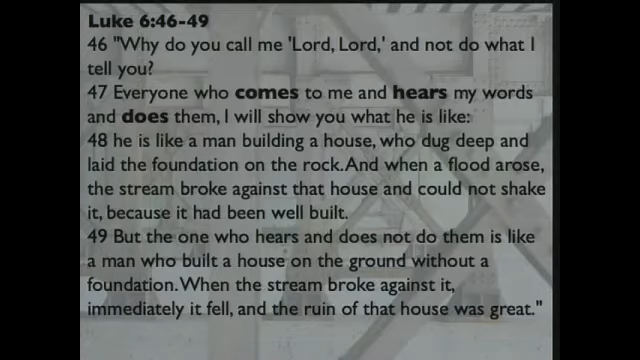 Luke 6:46-49
46 "Why do you call me 'Lord, Lord,' and not do what I
tell you?
47 Everyone who comes to me and hears my words
and does them, I will show you what he is like:
48 he is like a man building a house, who dug deep and
laid the foundation on the rock. And when a flood arose,
the stream broke against that house and could not shake
it, because it had been well built.
49 But the one who hears and does not do them is like
a man who built a house on the ground without a
foundation. When the stream broke against it,
immediately it fell, and the ruin of that house was great."